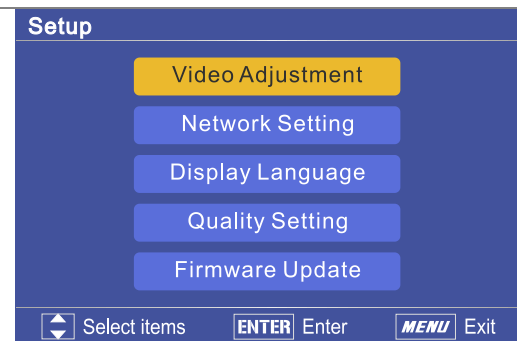 Setup
Video Adjustment
Network Setting
Display Language
Quality Setting
Firmware Update
Select items ENTER Enter MENU Exit